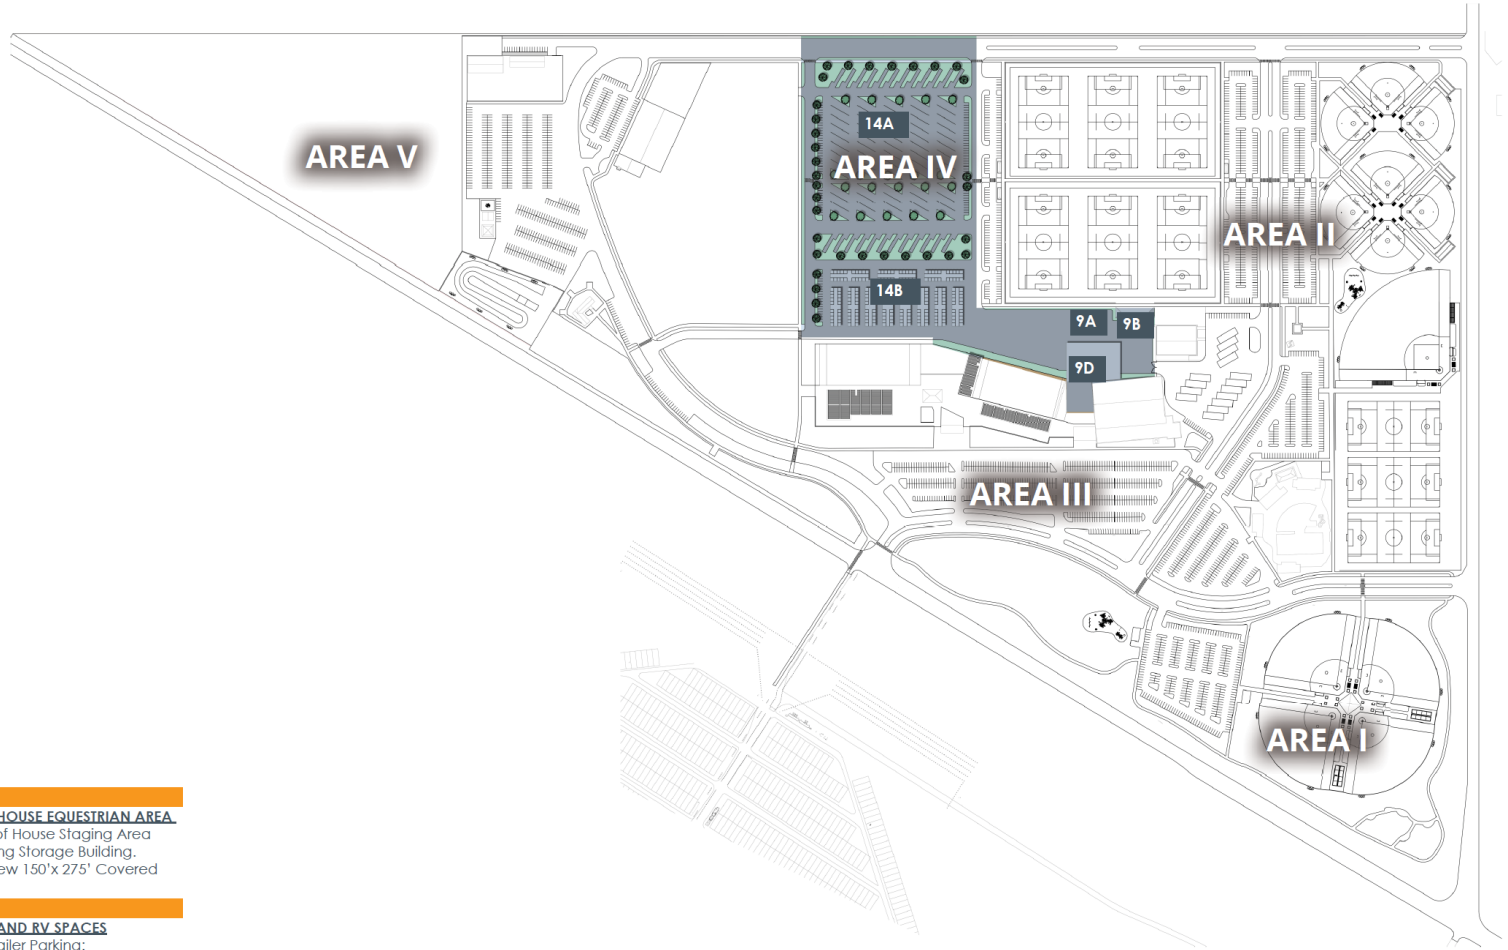 14A
AREA V
AREA IV
AREA II
14B
9A
9B
9D
AREA III
AREA I
HOUSE EQUESTRIAN AREA
of House Staging Area
ng Storage Building.
ew 150'x 275' Covered
AND RV SPACES
ailer Parking: